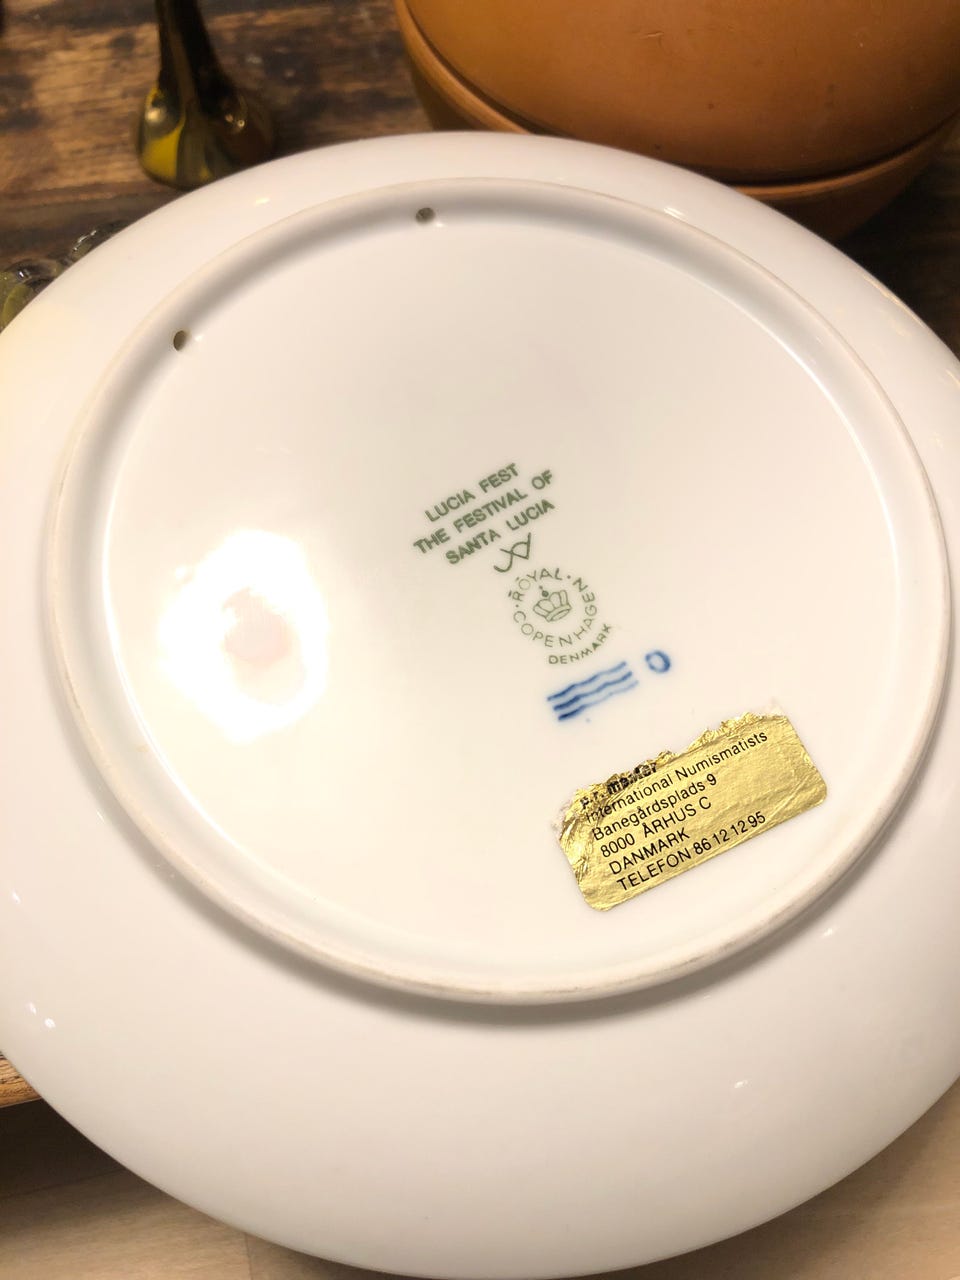 LUCIA FEST
THE FESTIVAL OF
SANTA LUCIA
ROYAL
COPENHAGEN
DENMARK
International Numismatists
Banegårdsplads 9
8000 ÅRHUS C
DANMARK
TELEFON 86 12 12 95